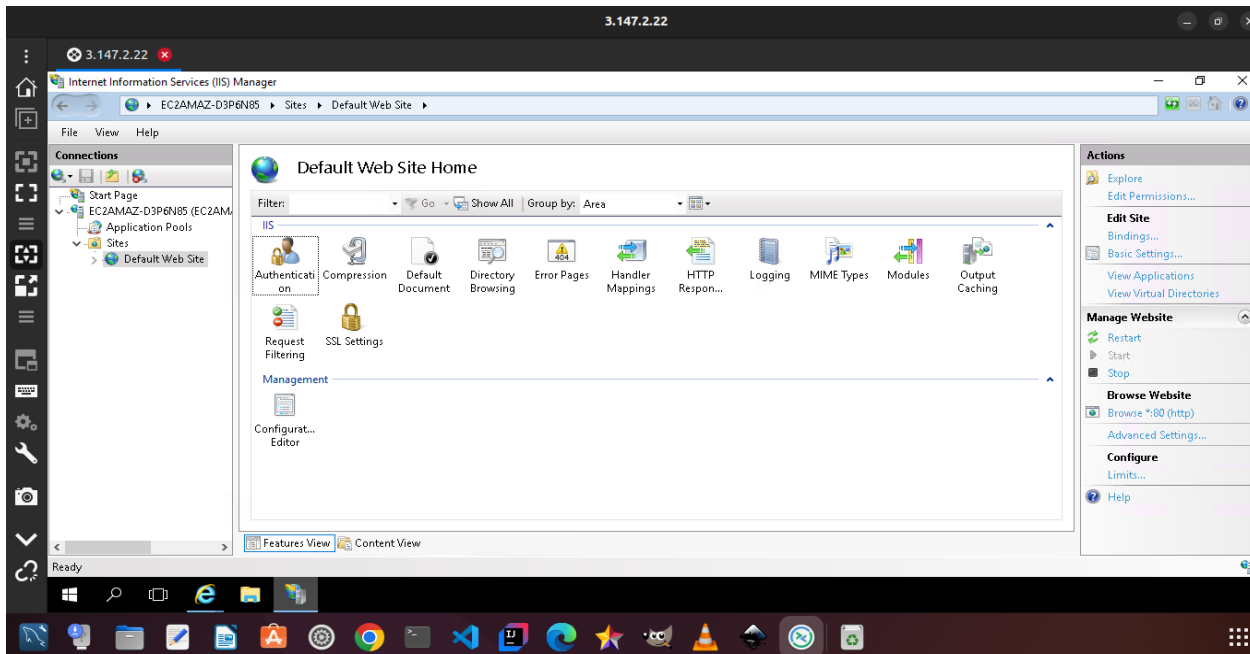 3.147.2.22
3.147.2.22
Internet Information Services (IIS) Manager
EC2AMAZ-D3P6N85 Sites Default Web Site
File View Help
Connections
Start Page
EC2AMAZ-D3P6N85 (EC2AM
Application Pools
Sites
Default Web Site
Default Web Site Home
Filter: Go Show All Group by: Area
IIS
Authenticati
on
Compression
Default
Document
Directory
Browsing
404
Error Pages
Handler
Mappings
HTTP
Respon...
Logging
MIME Types
Modules
Output
Caching
Request
Filtering
SSL Settings
Management
Configurat...
Editor
Features View Content View
Ready
Actions
Explore
Edit Permissions...
Edit Site
Bindings...
Basic Settings...
View Applications
View Virtual Directories
Manage Website
Restart
Start
Stop
Browse Website
Browse *:80 (http)
Advanced Settings...
Configure
Limits...
Help